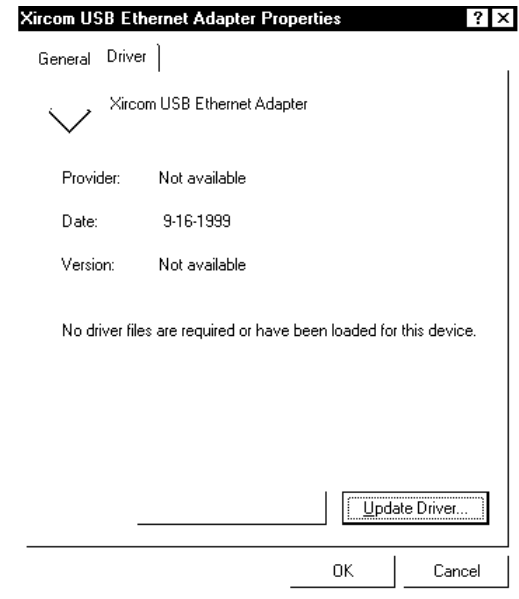 Xircom USB Ethernet Adapter Properties ? ×
General Driver
Xircom USB Ethernet Adapter
Provider: Not available
Date: 9-16-1999
Version: Not available
No driver files are required or have been loaded for this device.
Update Driver...
OK Cancel